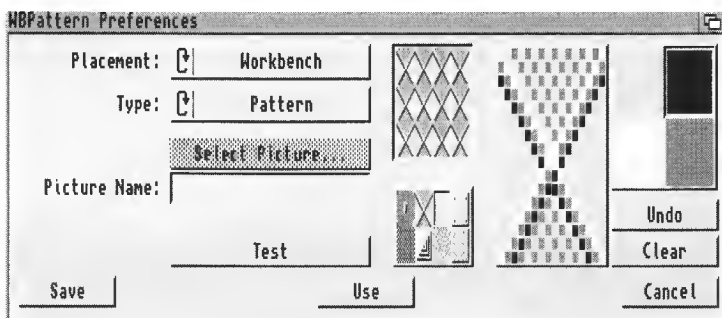 WBPattern Preferences
Placement: Workbench
Type: Pattern
Select Picture...
Picture Name:
Test
Undo
Clear
Save
Use
Cancel